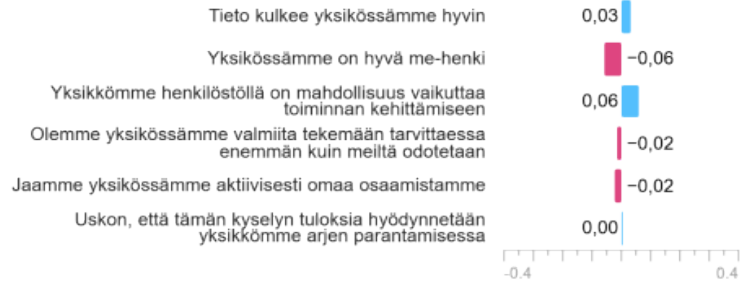 Tieto kulkee yksikössämme hyvin 0,03
Yksikössämme on hyvä me-henki −0,06
Yksikkömme henkilöstöllä on mahdollisuus vaikuttaa
toiminnan kehittämiseen 0,06
Olemme yksikössämme valmiita tekemään tarvittaessa
enemmän kuin meiltä odotetaan −0,02
Jaamme yksikössämme aktiivisesti omaa osaamistamme −0,02
Uskon, että tämän kyselyn tuloksia hyödynnetään
yksikkömme arjen parantamisessa 0,00
-0.4 0.4